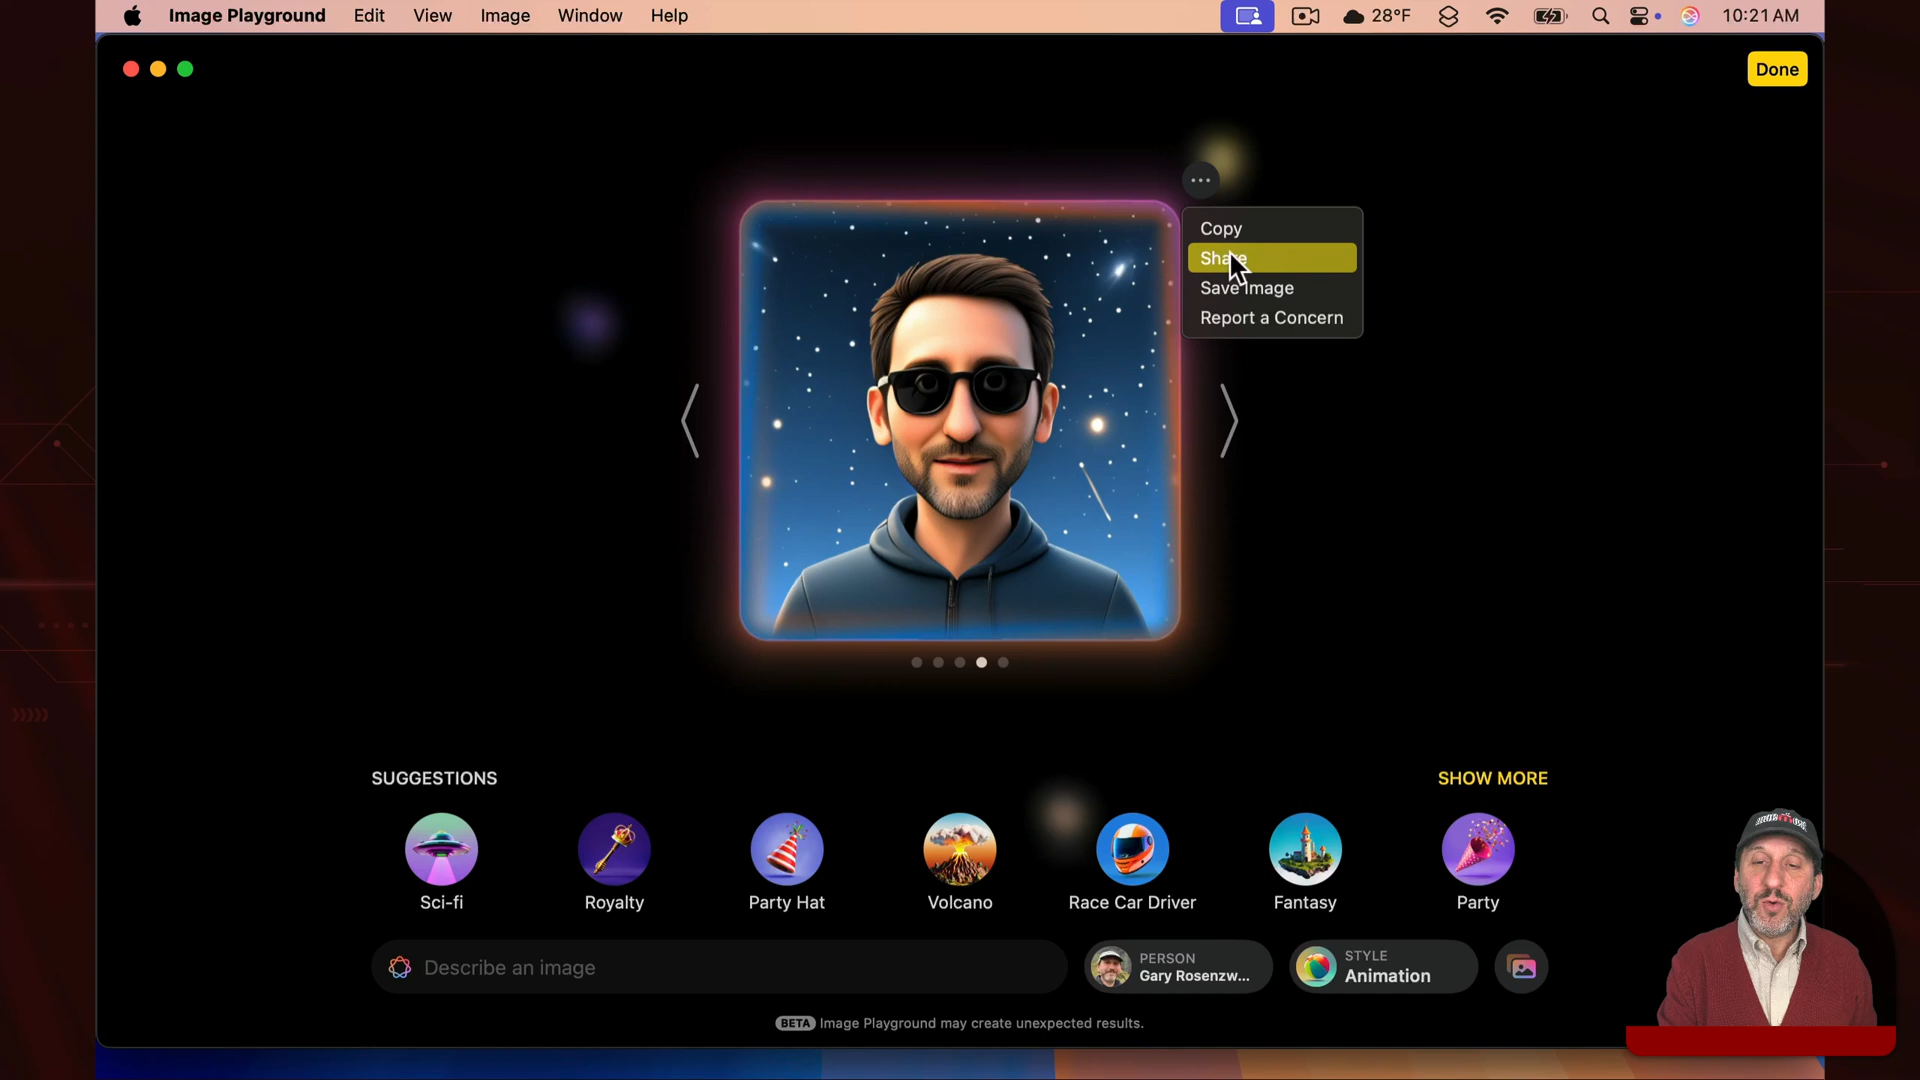 Image Playground Edit View Image Window Help 28°F 10:21 AM
Done
Copy
Share
Save Image
Report a Concern
SUGGESTIONS SHOW MORE
Sci-fi Royalty Party Hat Volcano Race Car Driver Fantasy Party
Describe an image
PERSON
Gary Rosenzw...
STYLE
Animation
BETA Image Playground may create unexpected results.